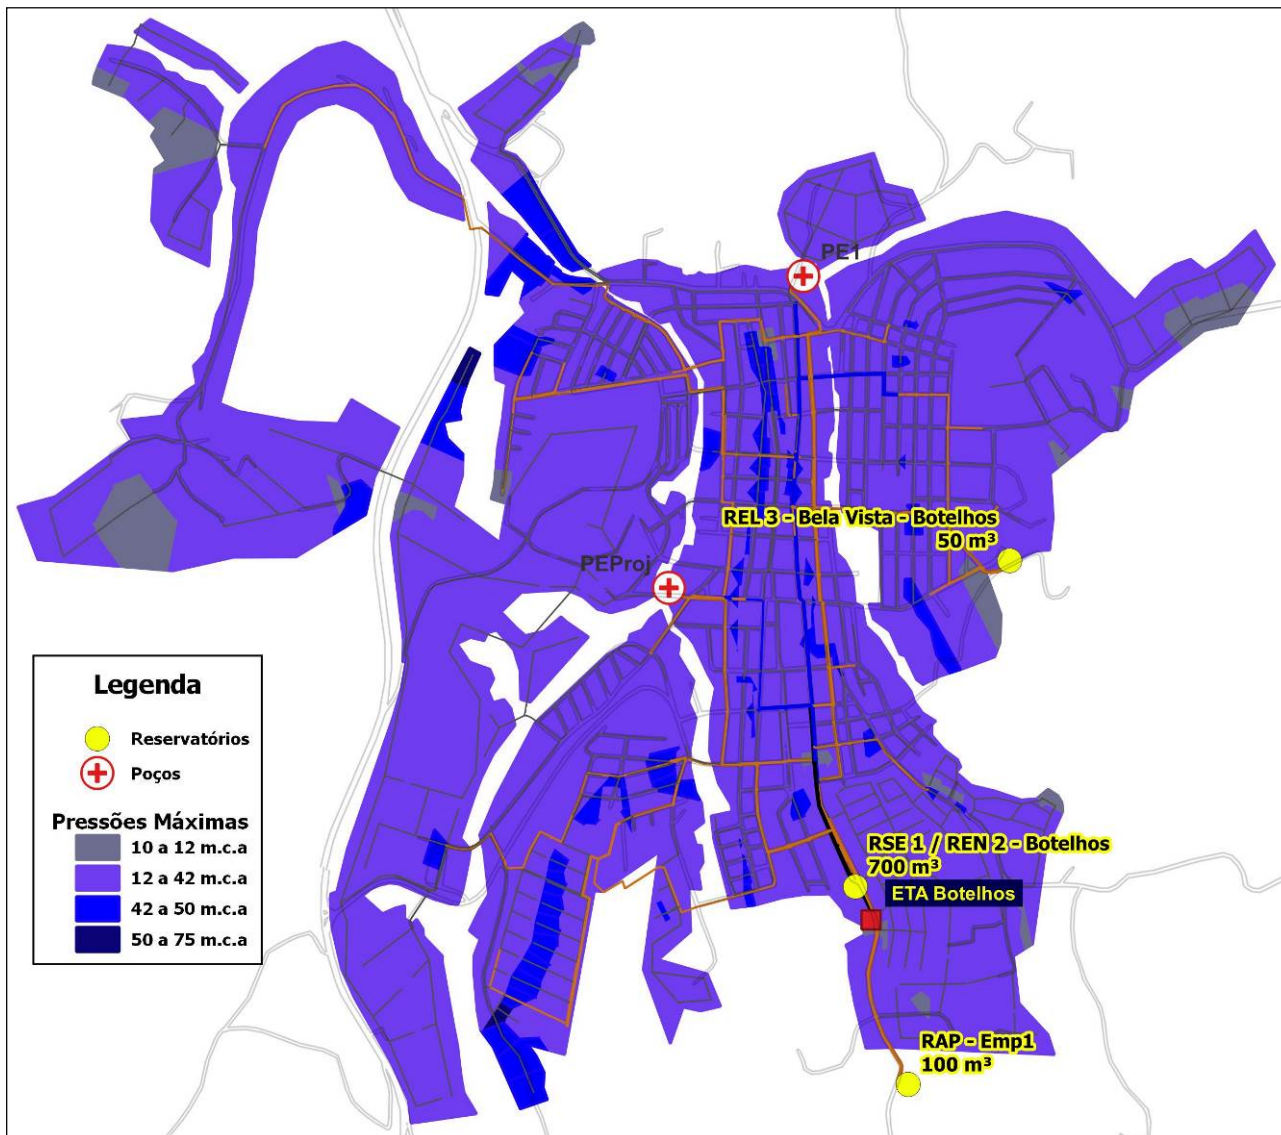 PE1
REL 3 - Bela Vista - Botelhos
50 m³
PEProj
Legenda
Reservatórios
Poços
Pressões Máximas
10 a 12 m.c.a
12 a 42 m.c.a
42 a 50 m.c.a
50 a 75 m.c.a
RSE 1 / REN 2 - Botelhos
700 m³
ETA Botelhos
RAP - Emp1
100 m³